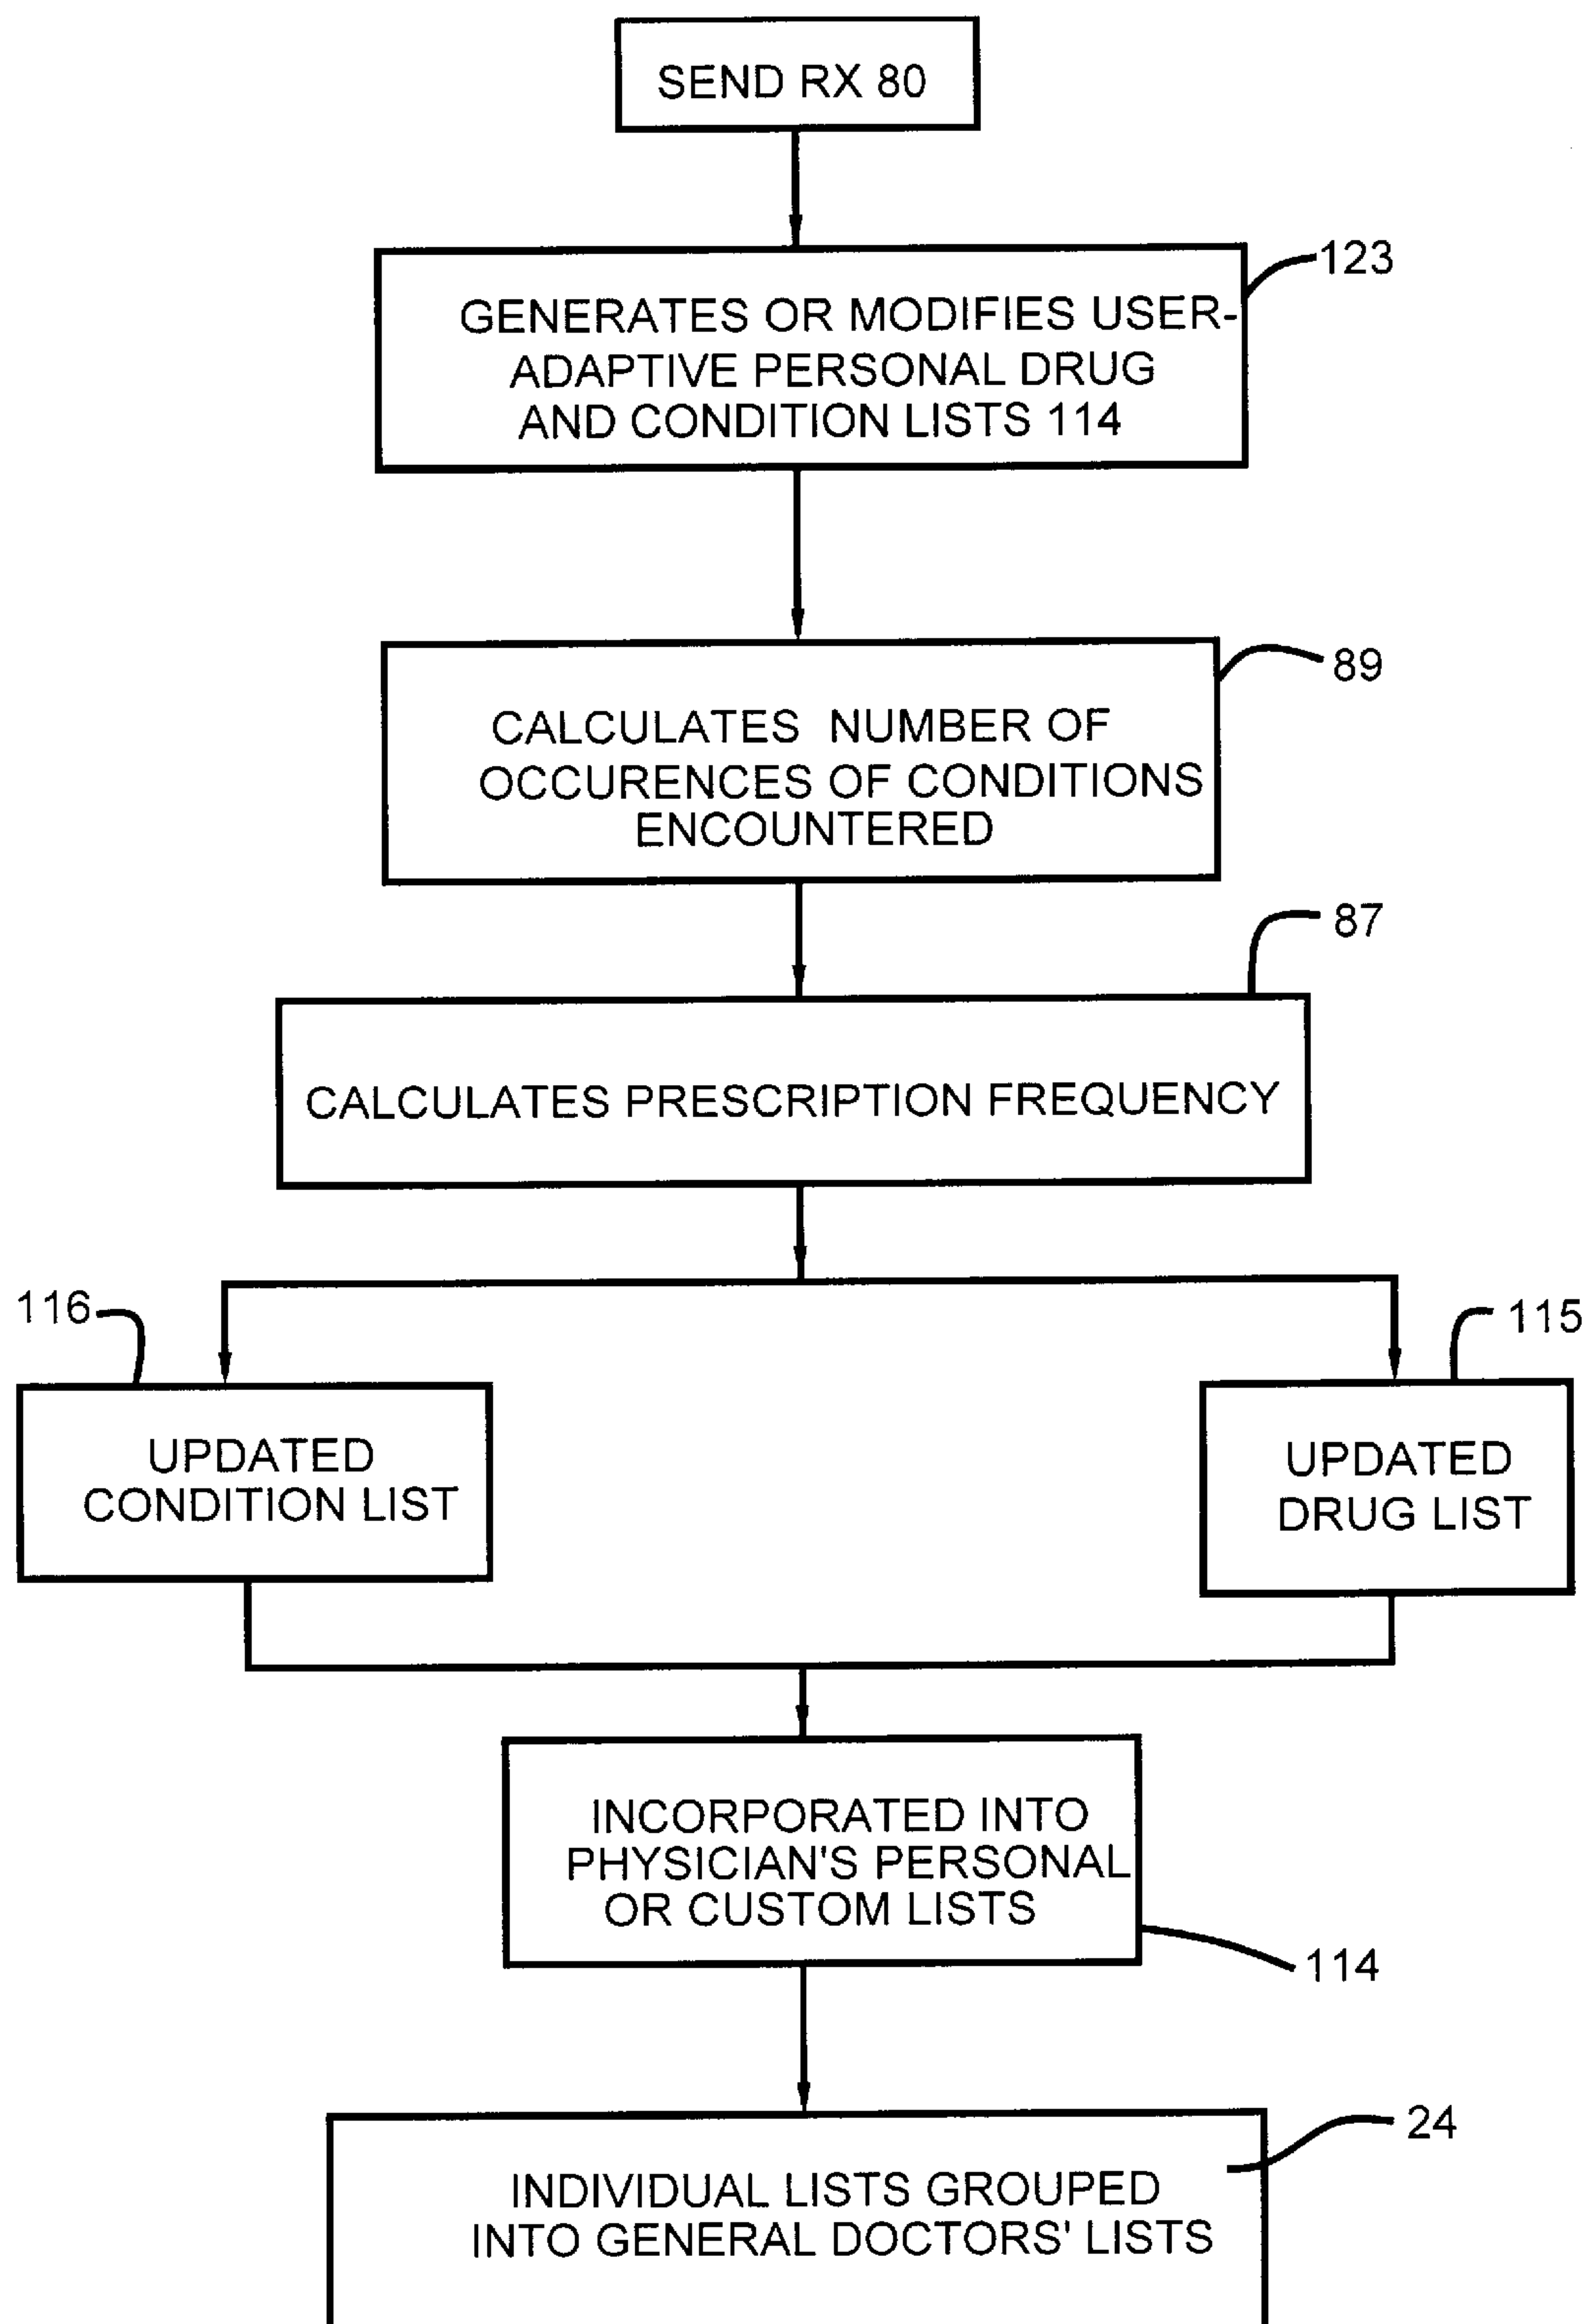 SEND RX 80
123
GENERATES OR MODIFIES USER-
ADAPTIVE PERSONAL DRUG
AND CONDITION LISTS 114
89
CALCULATES NUMBER OF
OCCURENCES OF CONDITIONS
ENCOUNTERED
87
CALCULATES PRESCRIPTION FREQUENCY
116
115
UPDATED
CONDITION LIST
UPDATED
DRUG LIST
INCORPORATED INTO
PHYSICIAN'S PERSONAL
OR CUSTOM LISTS
114
24
INDIVIDUAL LISTS GROUPED
INTO GENERAL DOCTORS' LISTS